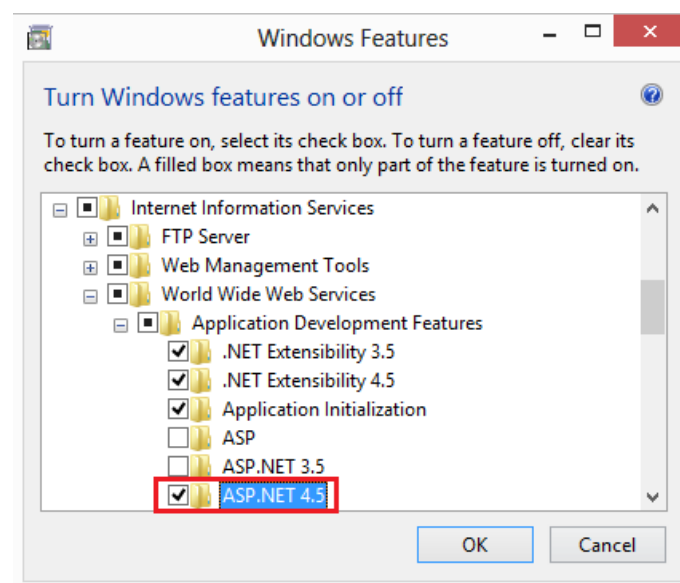 Windows Features
Turn Windows features on or off
To turn a feature on, select its check box. To turn a feature off, clear its
check box. A filled box means that only part of the feature is turned on.
Internet Information Services
FTP Server
Web Management Tools
World Wide Web Services
Application Development Features
.NET Extensibility 3.5
.NET Extensibility 4.5
Application Initialization
ASP
ASP.NET 3.5
ASP.NET 4.5
OK
Cancel